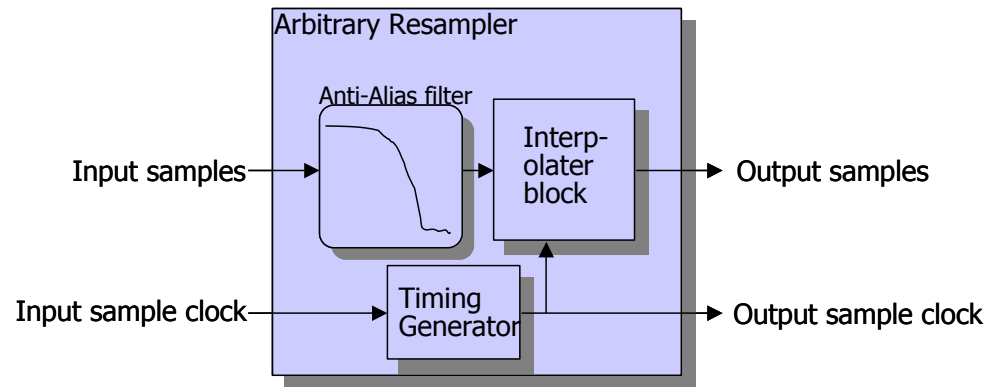 Arbitrary Resampler
Anti-Alias filter
Interp-
olater
block
Input samples
Output samples
Timing
Generator
Input sample clock
Output sample clock